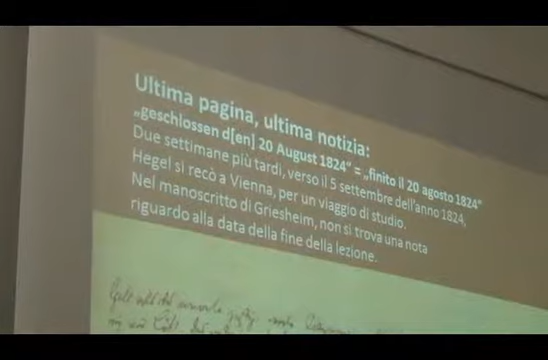 Ultima pagina, ultima notizia:
„geschlossen d[en] 20 August 1824“ = „finito il 20 agosto 1824“
Due settimane più tardi, verso il 5 settembre dell'anno 1824,
Hegel si recò a Vienna, per un viaggio di studio.
Nel manoscritto di Griesheim, non si trova una nota
riguardo alla data della fine della lezione.